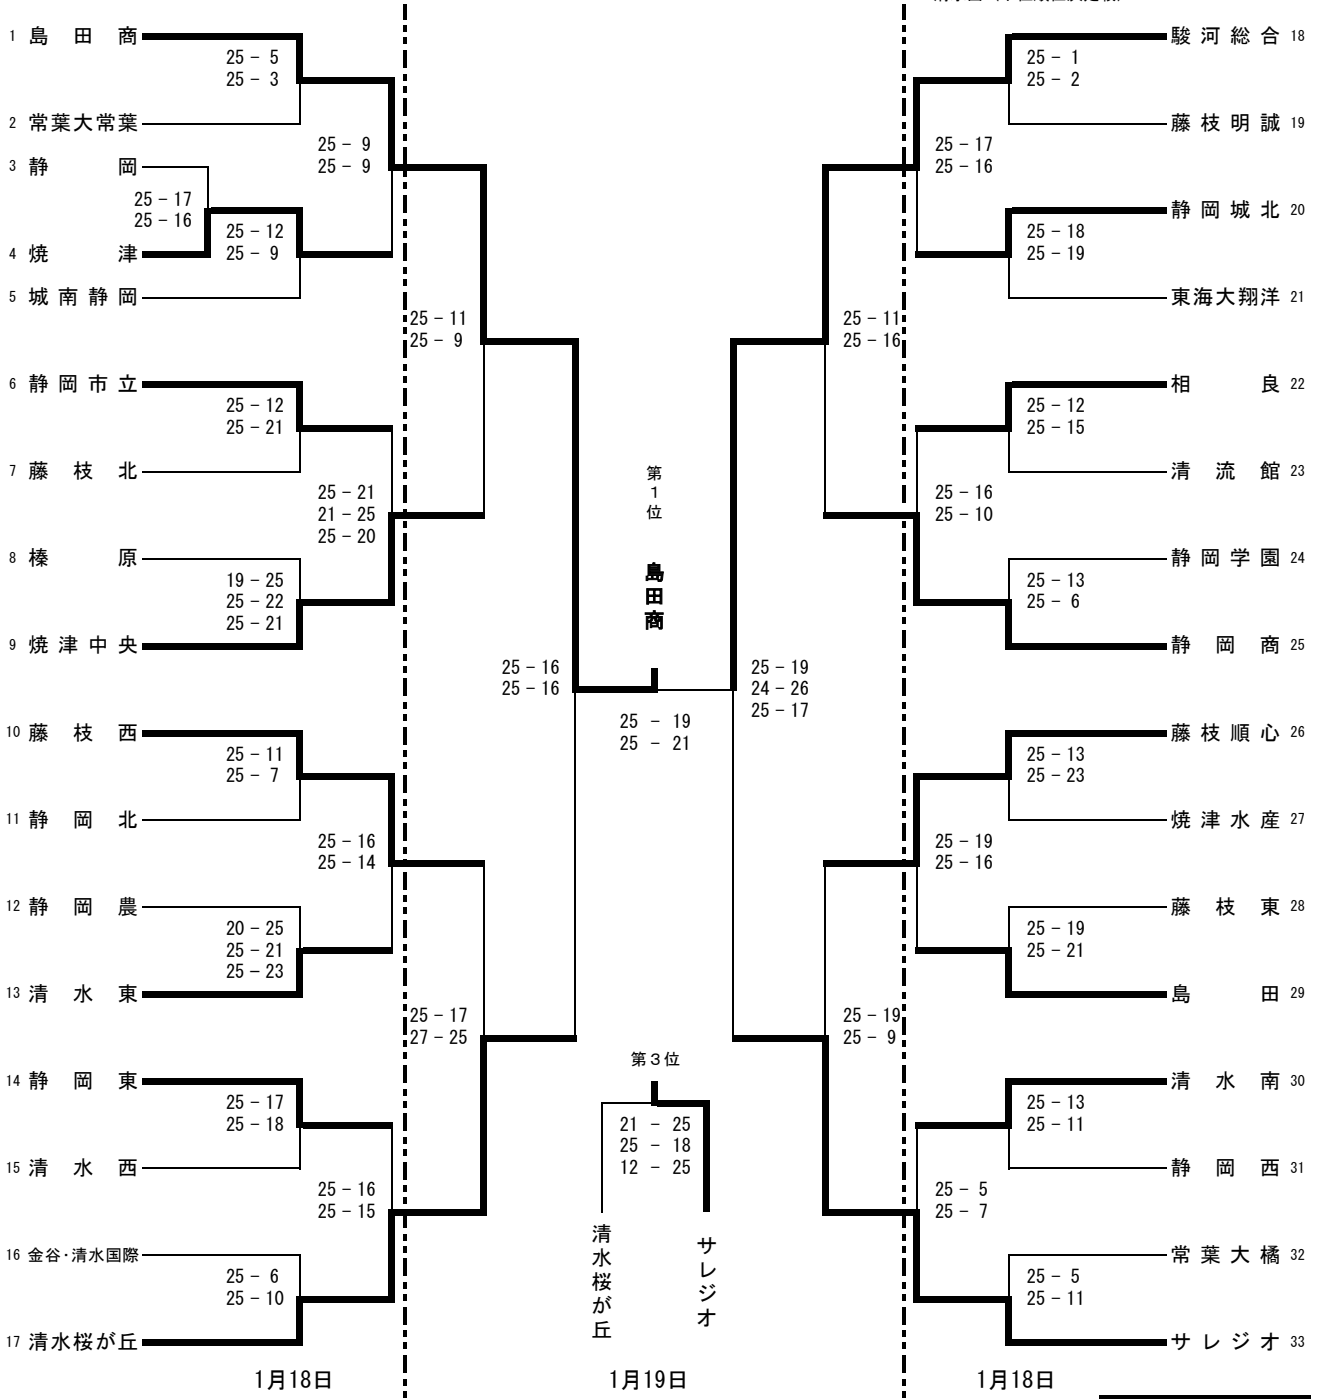 1 島田商
25 - 5
25 - 3
2 常葉大常葉
25 - 9
25 - 9
3 静岡
25 - 17
25 - 16
4 焼津
25 - 12
25 - 9
5 城南静岡
25 - 11
25 - 9
6 静岡市立
25 - 12
25 - 21
7 藤枝北
25 - 21
21 - 25
25 - 20
8 榛原
19 - 25
25 - 22
25 - 21
9 焼津中央
25 - 16
25 - 16
10 藤枝西
25 - 11
25 - 7
11 静岡北
25 - 16
25 - 14
12 静岡農
20 - 25
25 - 21
25 - 23
13 清水東
25 - 17
27 - 25
14 静岡東
25 - 17
25 - 18
15 清水西
25 - 16
25 - 15
16 金谷・清水国際
25 - 6
25 - 10
17 清水桜が丘
第1位
島田商
25 - 19
25 - 21
第3位
21 - 25
25 - 18
12 - 25
清水桜が丘
サレジオ
駿河総合 18
25 - 1
25 - 2
藤枝明誠 19
25 - 17
25 - 16
静岡城北 20
25 - 18
25 - 19
東海大翔洋 21
25 - 11
25 - 16
相良 22
25 - 12
25 - 15
清流館 23
25 - 16
25 - 10
静岡学園 24
25 - 13
25 - 6
静岡商 25
25 - 19
24 - 26
25 - 17
藤枝順心 26
25 - 13
25 - 23
焼津水産 27
25 - 19
25 - 16
藤枝東 28
25 - 19
25 - 21
島田 29
25 - 19
25 - 9
清水南 30
25 - 13
25 - 11
静岡西 31
25 - 5
25 - 7
常葉大橘 32
25 - 5
25 - 11
サレジオ 33
1月18日
1月19日
1月18日